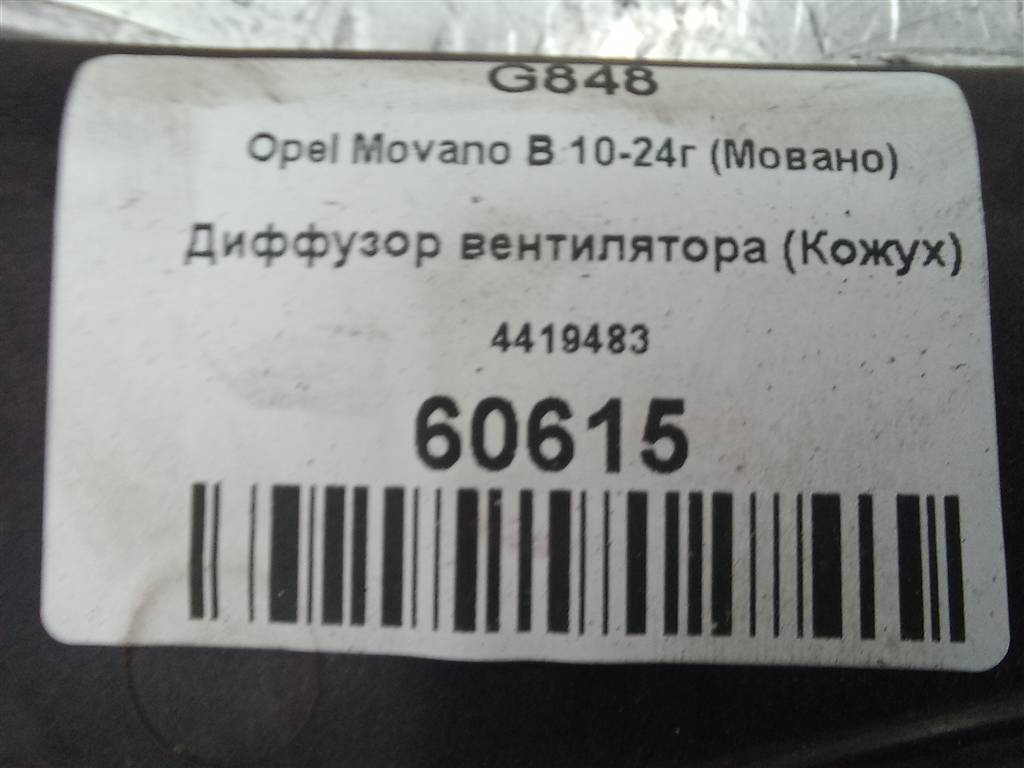 G848
Opel Movano B 10-24г (Мовано)
Диффузор вентилятора (Кожух)
4419483
60615